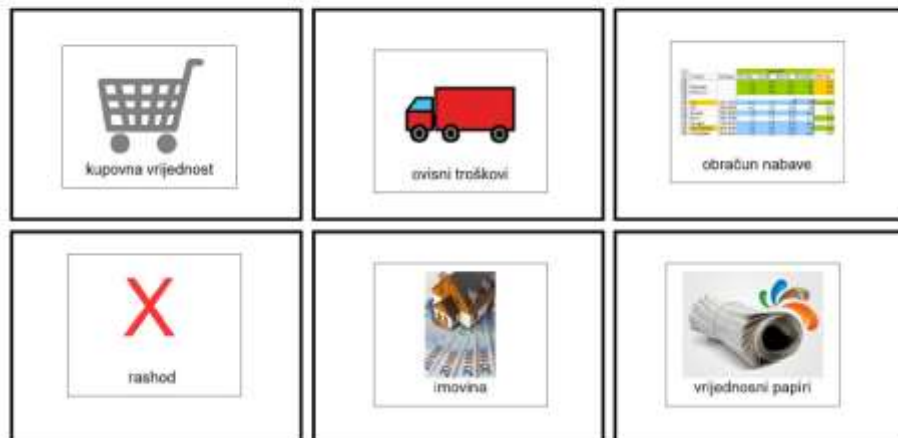 kupovna vrijednost
ovisni troškovi
obračun nabave
rashod
imovina
vrijednosni papiri